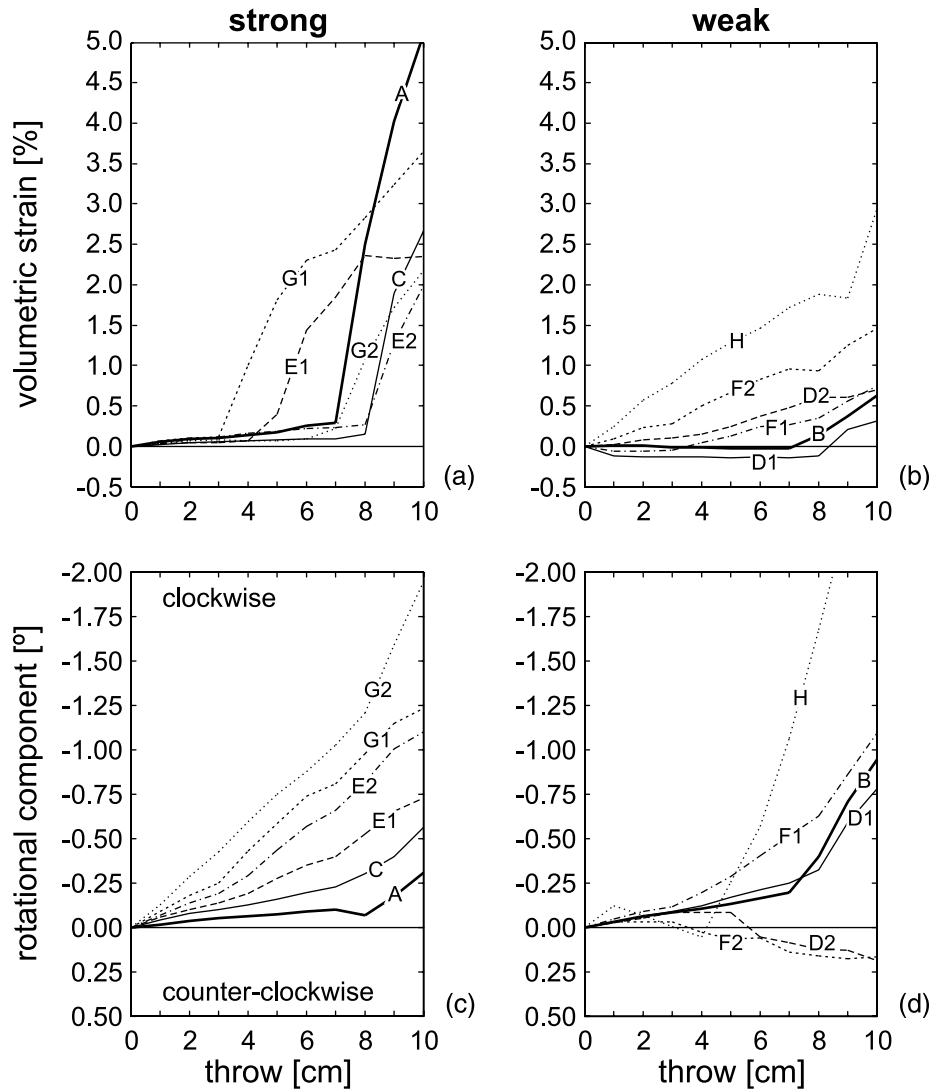 strong
weak
volumetric strain [%]
5.0
4.5
4.0
3.5
3.0
2.5
2.0
1.5
1.0
0.5
0.0
-0.5
A
G1
C
E1
G2
E2
(a)
0 2 4 6 8 10
5.0
4.5
4.0
3.5
3.0
2.5
2.0
1.5
1.0
0.5
0.0
-0.5
H
F2
D2
F1
B
D1
(b)
0 2 4 6 8 10
rotational component [º]
-2.00
-1.75
-1.50
-1.25
-1.00
-0.75
-0.50
-0.25
0.00
0.25
0.50
clockwise
G2
G1
E2
E1
C
A
counter-clockwise
(c)
0 2 4 6 8 10
throw [cm]
-2.00
-1.75
-1.50
-1.25
-1.00
-0.75
-0.50
-0.25
0.00
0.25
0.50
H
B
F1
D1
F2
D2
(d)
0 2 4 6 8 10
throw [cm]